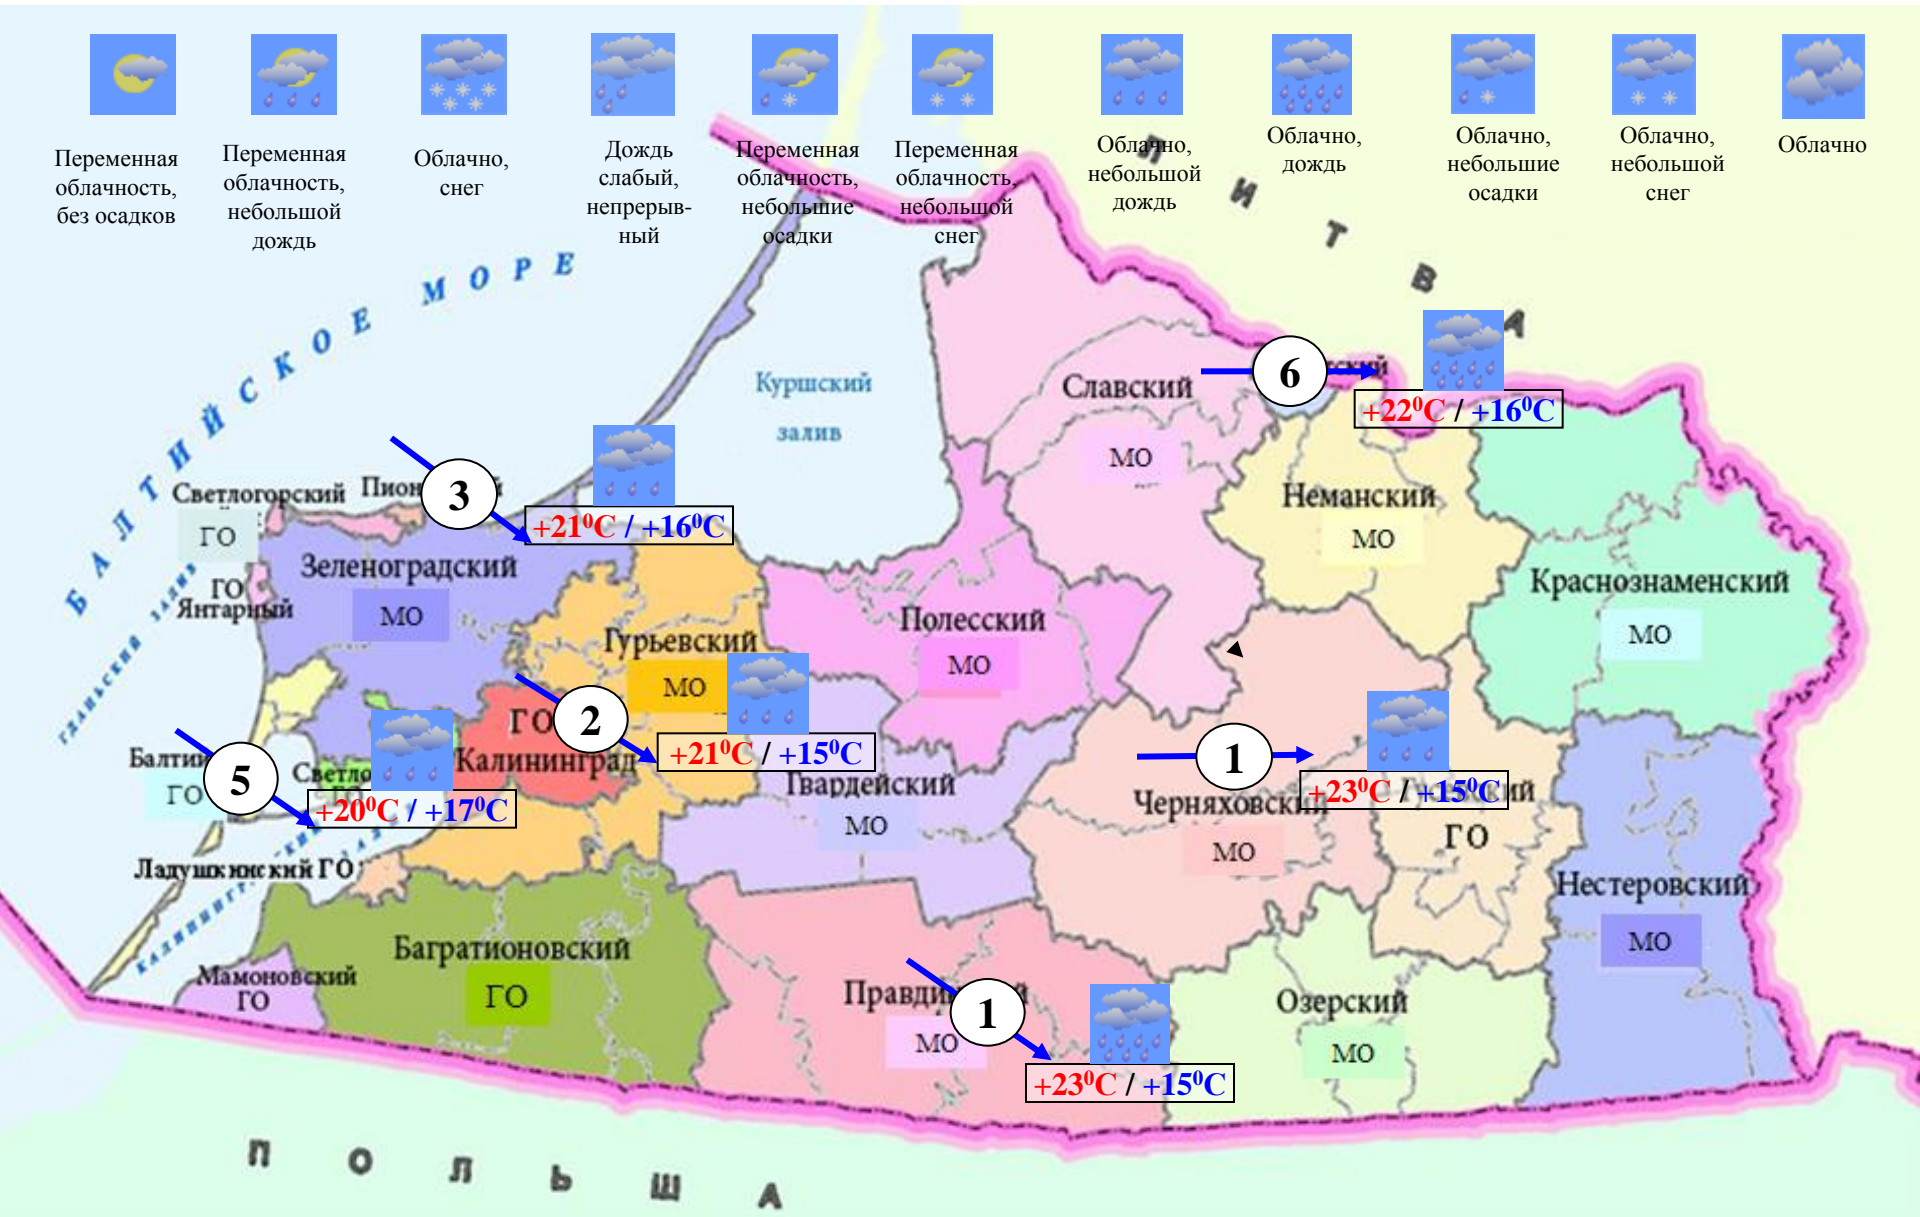 Переменная
облачность,
без осадков
Переменная
облачность,
небольшой
дождь
Облачно,
снег
Дождь
слабый,
непрерыв-
ный
Переменная
облачность,
небольшие
осадки
Переменная
облачность,
небольшой
снег
Облачно,
небольшой
дождь
Облачно,
дождь
Облачно,
небольшие
осадки
Облачно,
небольшой
снег
Облачно
ЛИТВА
БАЛТИЙСКОЕ МОРЕ
Куршский
залив
Славский
МО
6
+22⁰С / +16⁰С
Светлогорский
ГО
3
+21⁰С / +16⁰С
Зеленоградский
МО
ГО
Янтарный
Неманский
МО
Краснознаменский
МО
Полесский
МО
Гурьевский
МО
ГДАНЬСКИЙ ЗАЛИВ
ГО
Калининград
2
+21⁰С / +15⁰С
1
+23⁰С / +15⁰С
ГО
5
+20⁰С / +17⁰С
Гвардейский
МО
Черняховский
МО
ГО
Ладушкинский ГО
Нестеровский
МО
Багратионовский
ГО
Мамоновский
ГО
МО
1
+23⁰С / +15⁰С
Озерский
МО
ПОЛЬША